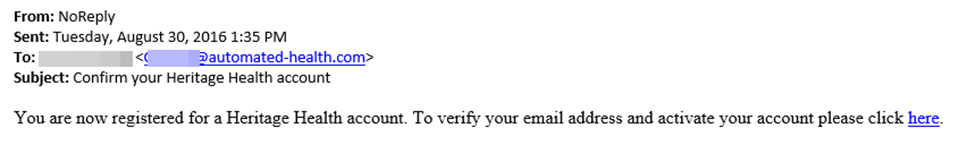 From: NoReply
Sent: Tuesday, August 30, 2016 1:35 PM
To: < @automated-health.com>
Subject: Confirm your Heritage Health account
You are now registered for a Heritage Health account. To verify your email address and activate your account please click here.